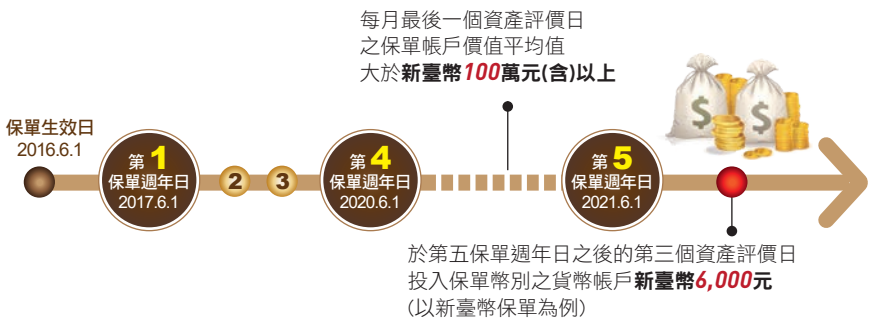 每月最後一個資產評價日
之保單帳戶價值平均值
大於新臺幣100萬元(含)以上
保單生效日
2016.6.1
第1
保單週年日
2017.6.1
2
3
第4
保單週年日
2020.6.1
第5
保單週年日
2021.6.1
$
$
於第五保單週年日之後的第三個資產評價日
投入保單幣別之貨幣帳戶新臺幣6,000元
(以新臺幣保單為例)